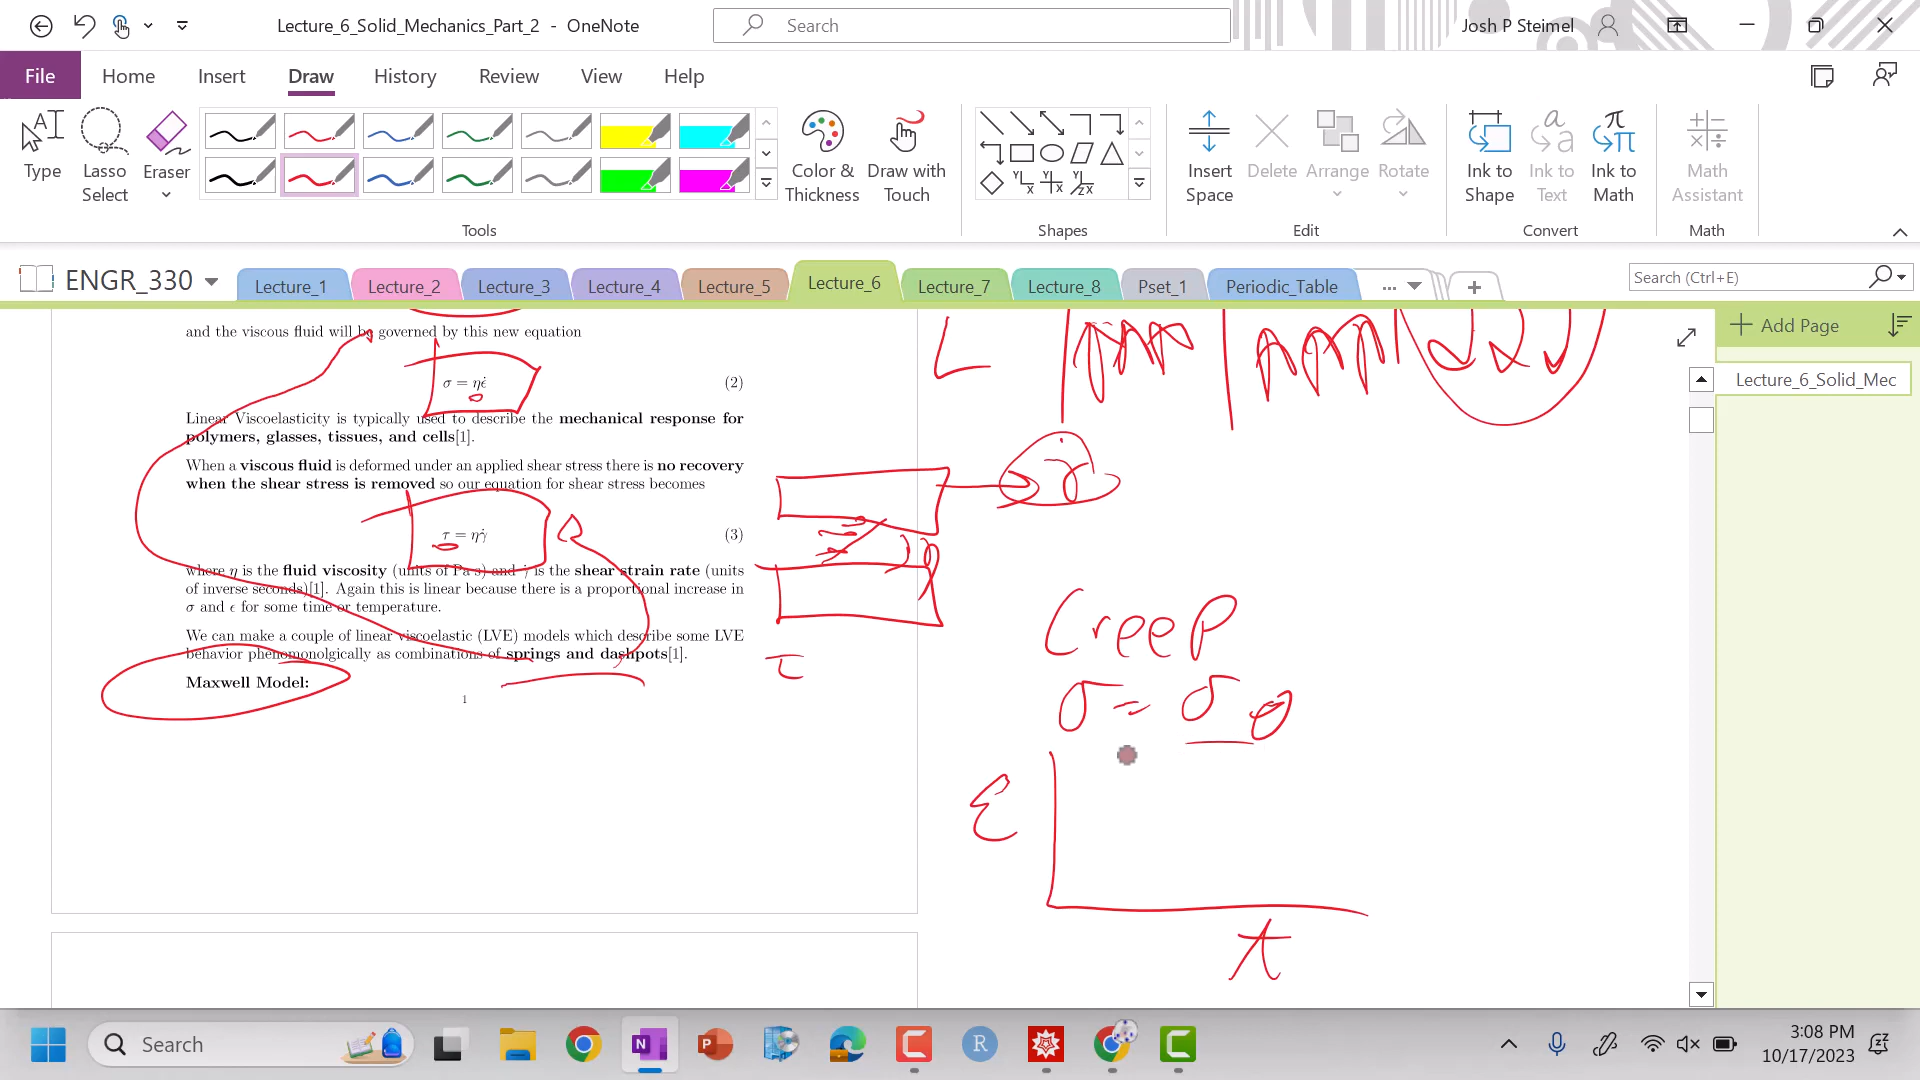 Lecture_6_Solid_Mechanics_Part_2 - OneNote
Search
Josh P Steimel
File
Home
Insert
Draw
History
Review
View
Help
Type
Lasso Select
Eraser
Color & Thickness
Draw with Touch
Insert Space
Delete
Arrange
Rotate
Ink to Shape
Ink to Text
Ink to Math
Math Assistant
Tools
Shapes
Edit
Convert
Math
ENGR_330
Lecture_1
Lecture_2
Lecture_3
Lecture_4
Lecture_5
Lecture_6
Lecture_7
Lecture_8
Pset_1
Periodic_Table
...
Search (Ctrl+E)
Add Page
Lecture_6_Solid_Mec
and the viscous fluid will be governed by this new equation
σ = ηε̇ (2)
Linear Viscoelasticity is typically used to describe the mechanical response for
polymers, glasses, tissues, and cells[1].
When a viscous fluid is deformed under an applied shear stress there is no recovery
when the shear stress is removed so our equation for shear stress becomes
τ = ηγ̇ (3)
where η is the fluid viscosity (units of Pa s) and γ̇ is the shear strain rate (units
of inverse seconds)[1]. Again this is linear because there is a proportional increase in
σ and ϵ for some time or temperature.
We can make a couple of linear viscoelastic (LVE) models which describe some LVE
behavior phenomonolgically as combinations of springs and dashpots[1].
Maxwell Model:
1
γ̇
τ
Creep
σ = σ0
ε
t
Search
3:08 PM
10/17/2023